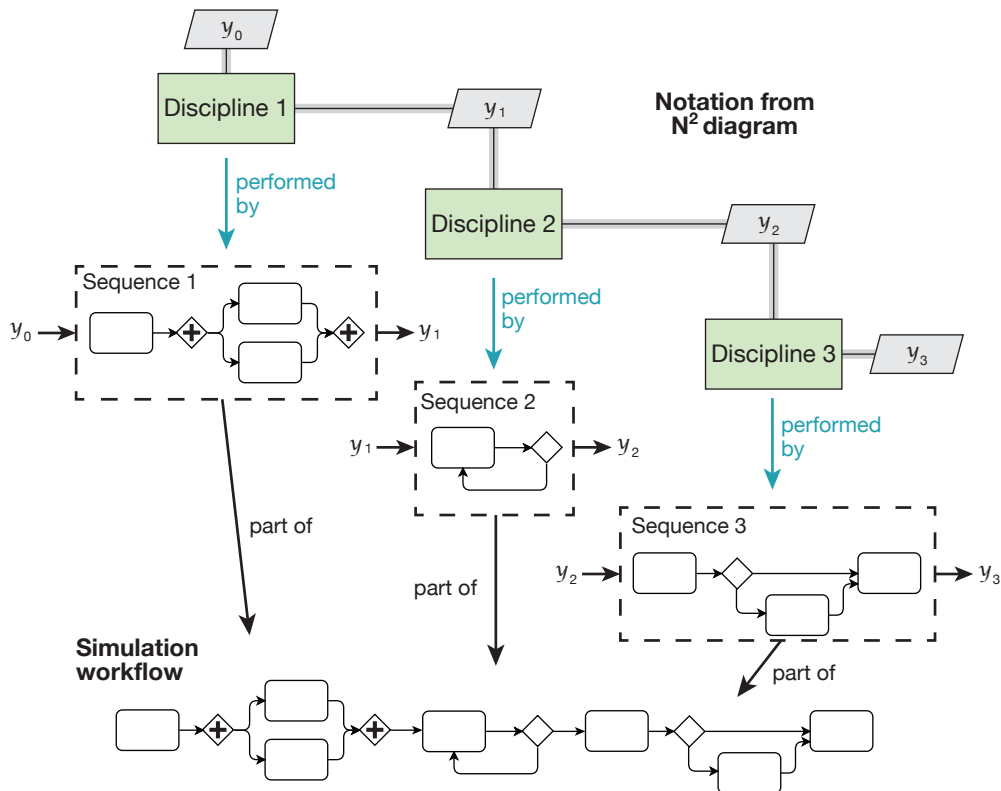 y₀
Discipline 1
y₁
Notation from
N² diagram
performed
by
Discipline 2
y₂
Sequence 1
y₀
y₁
performed
by
Discipline 3
y₃
Sequence 2
y₁
y₂
performed
by
part of
Sequence 3
y₂
y₃
part of
Simulation
workflow
part of